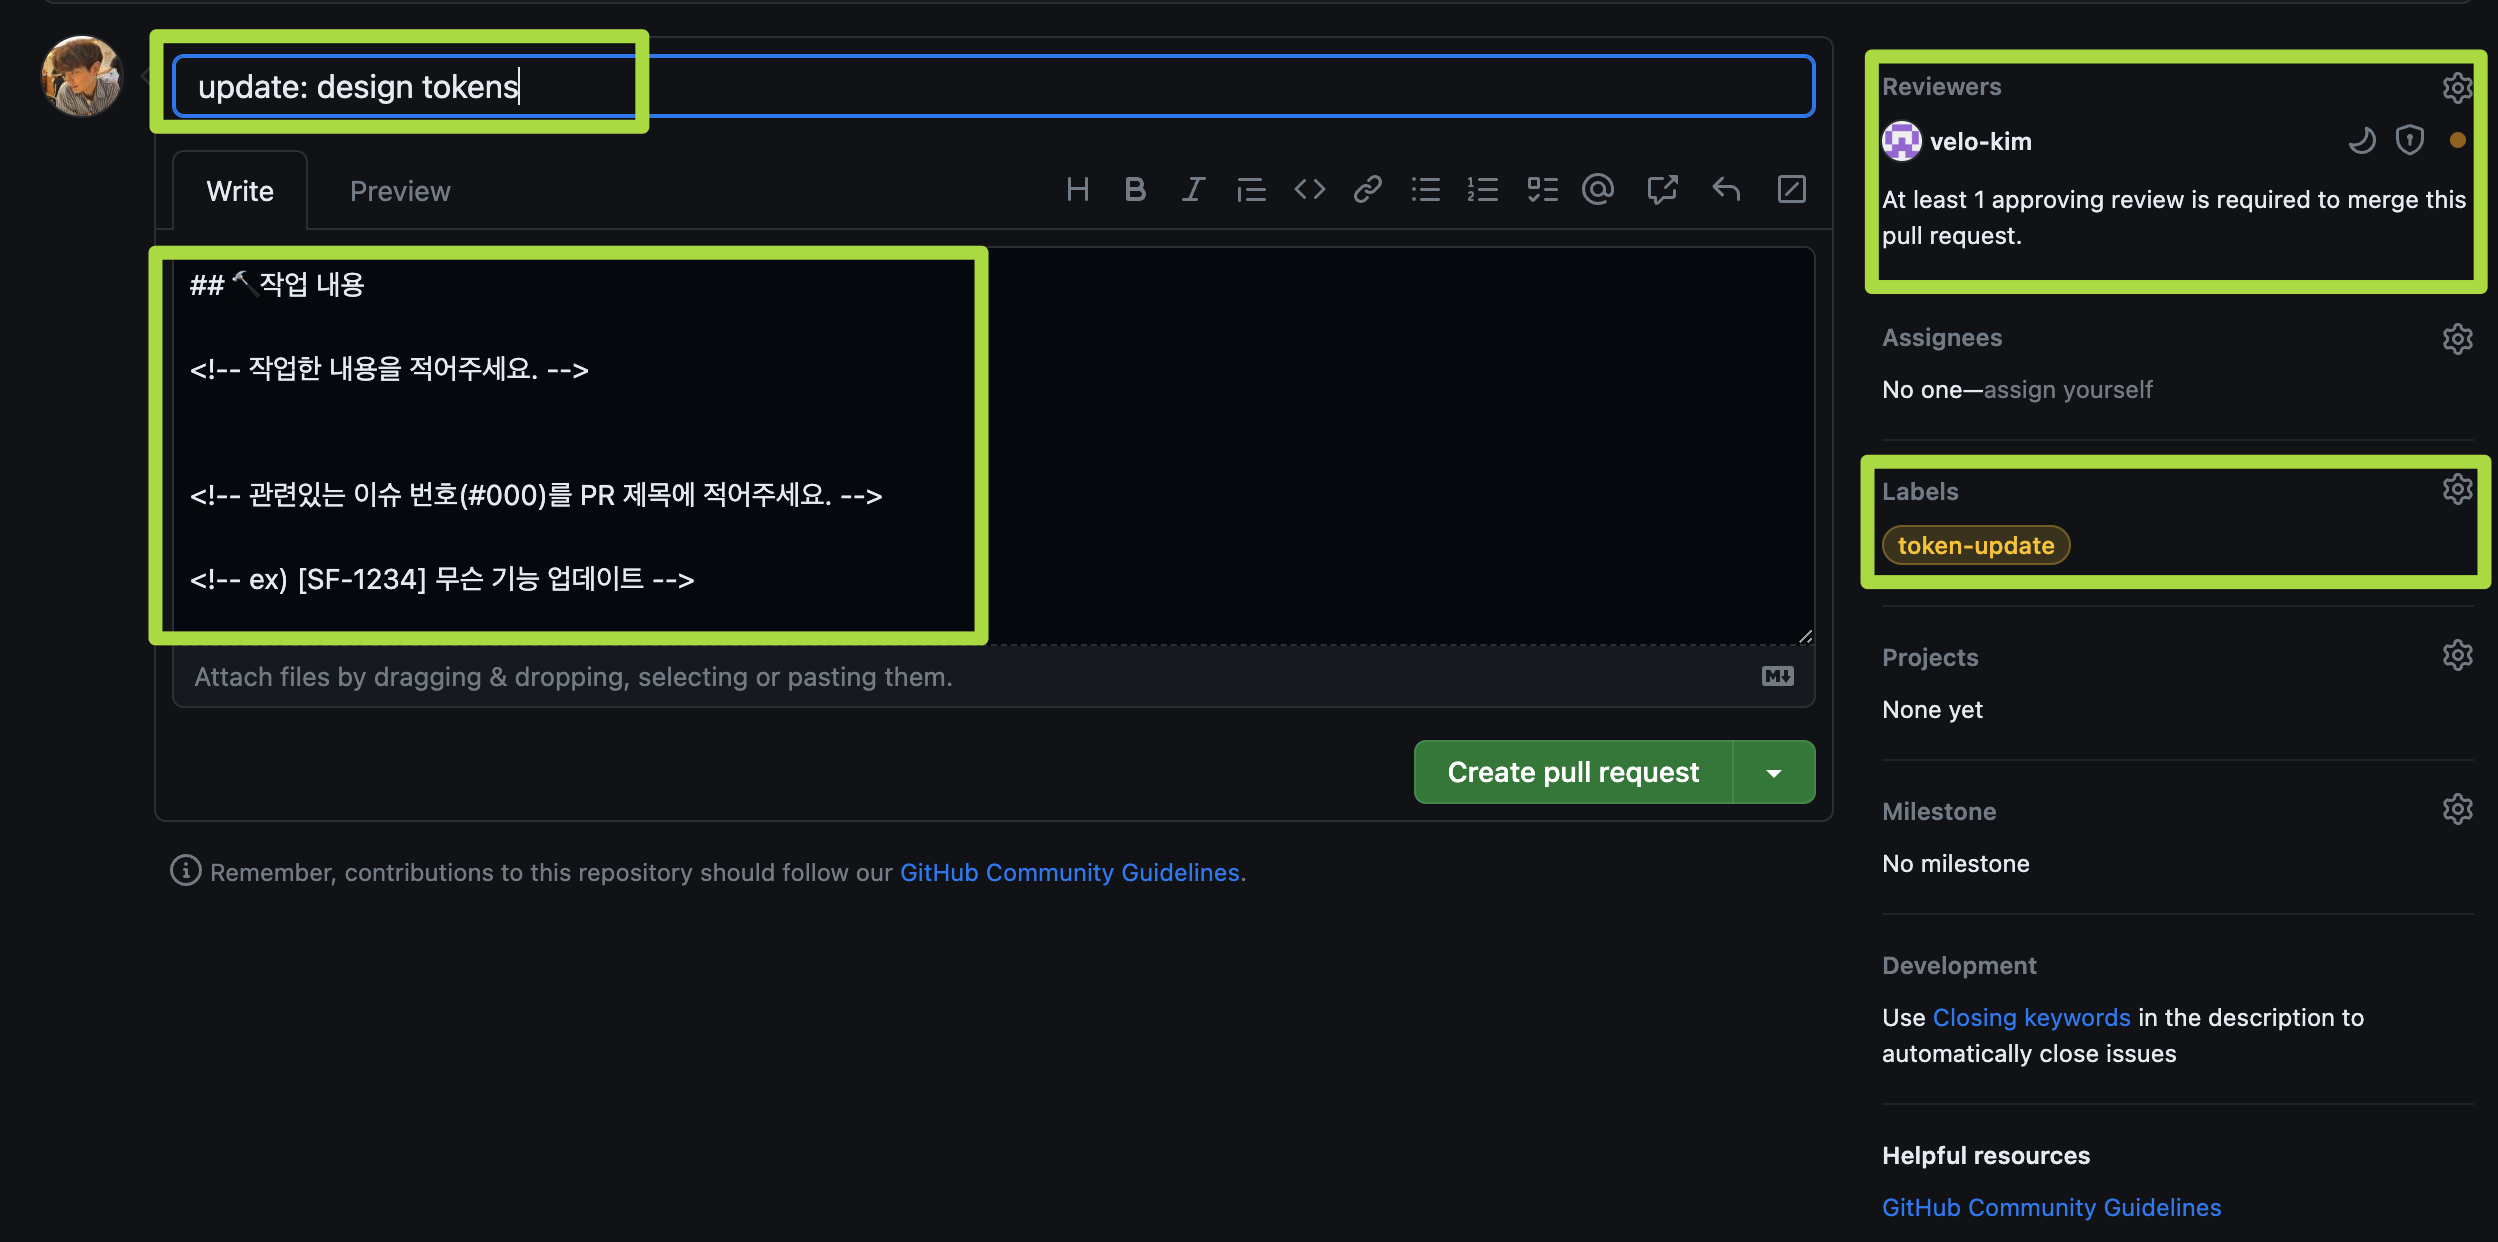 update: design tokens
Write
Preview
## 🔨작업 내용
<!-- 작업한 내용을 적어주세요. -->
<!-- 관련있는 이슈 번호(#000)를 PR 제목에 적어주세요. -->
<!-- ex) [SF-1234] 무슨 기능 업데이트 -->
Attach files by dragging & dropping, selecting or pasting them.
Create pull request
Remember, contributions to this repository should follow our GitHub Community Guidelines.
Reviewers
velo-kim
At least 1 approving review is required to merge this
pull request.
Assignees
No one—assign yourself
Labels
token-update
Projects
None yet
Milestone
No milestone
Development
Use Closing keywords in the description to
automatically close issues
Helpful resources
GitHub Community Guidelines